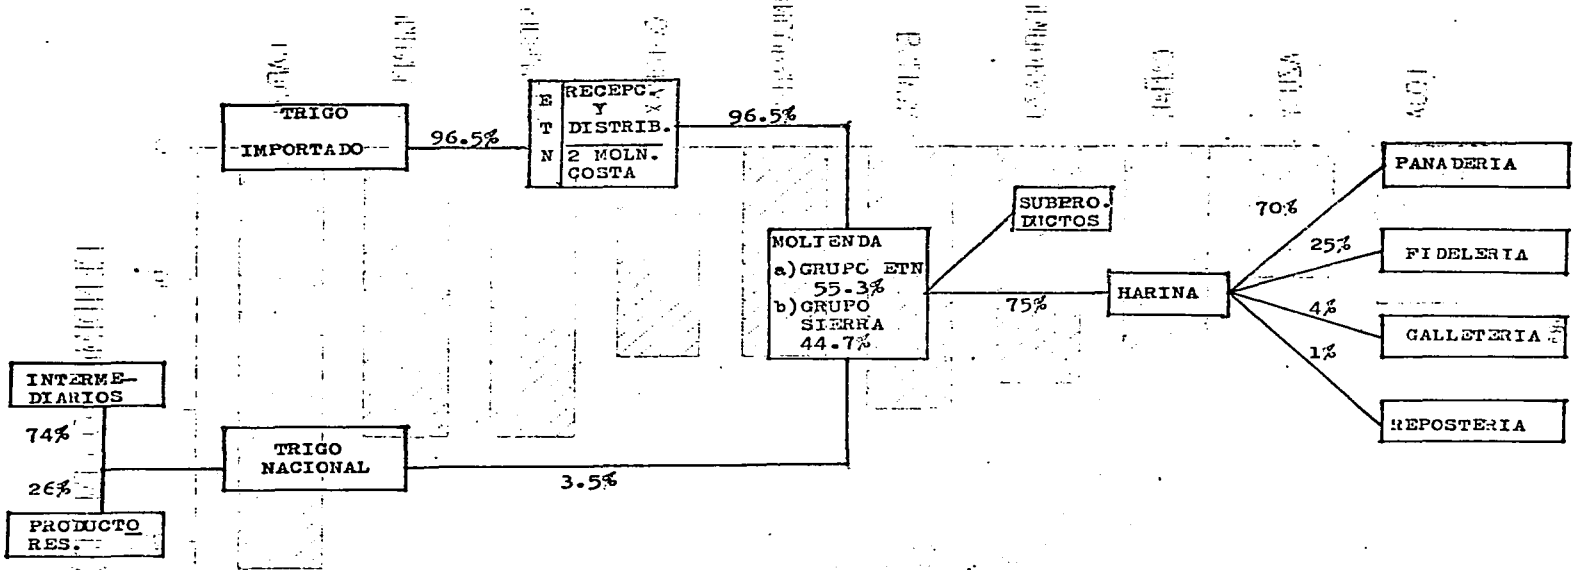 TRIGO
IMPORTADO
96.5%
E
T
N
RECEPC.
Y
DISTRIB.
2 MOLN.
COSTA
96.5%
MOLIENDA
a)GRUPO ETN
55.3%
b)GRUPO
SIERRA
44.7%
SUBPRO.
DUCTOS
75%
HARINA
70%
25%
4%
1%
PANADERIA
FIDELERIA
GALLETERIA
REPOSTERIA
INTERME-
DIARIOS
74%
26%
PRODUCTO
RES.
TRIGO
NACIONAL
3.5%